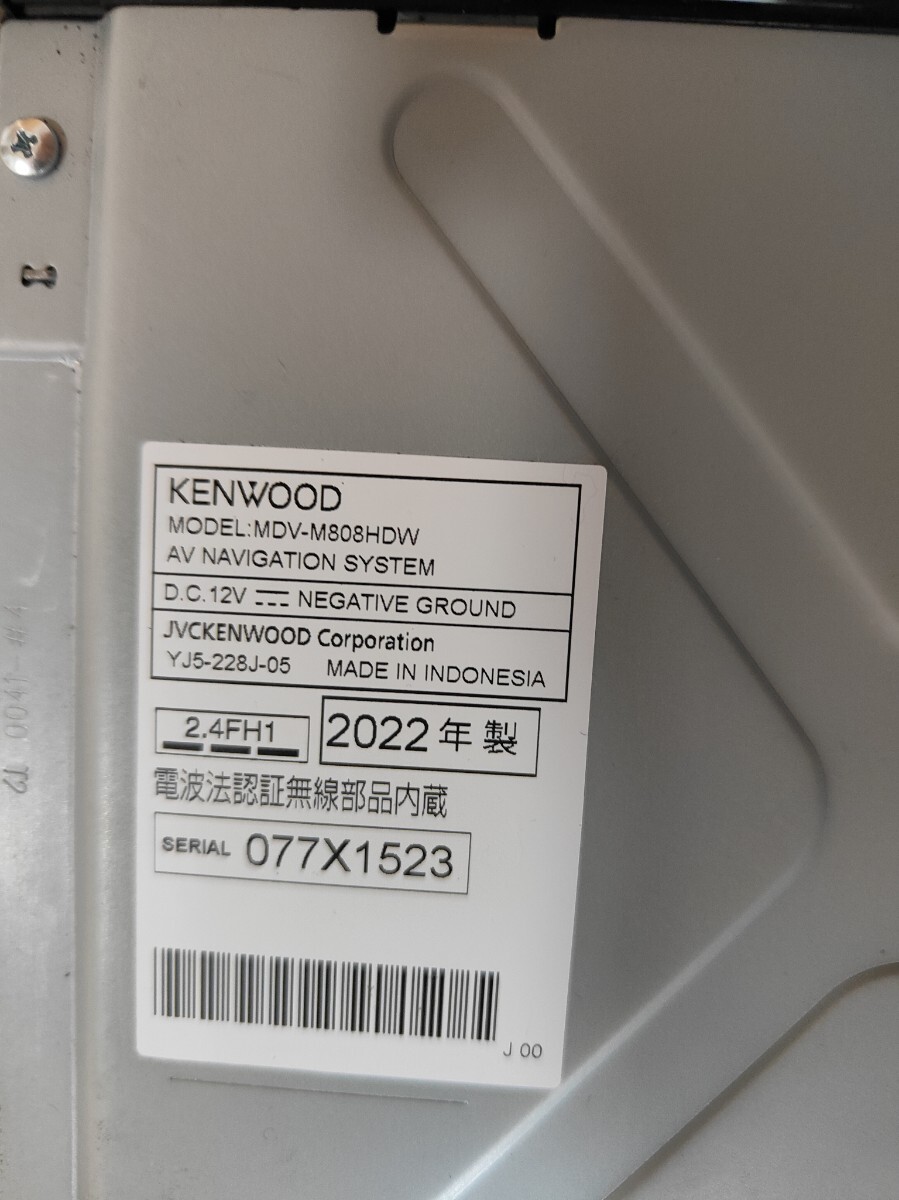 KENWOOD
MODEL:MDV-M808HDW
AV NAVIGATION SYSTEM
D.C.12V ⎓ NEGATIVE GROUND
JVCKENWOOD Corporation
YJ5-228J-05 MADE IN INDONESIA
2.4FH1
2022年製
電波法認証無線部品内蔵
SERIAL 077X1523
J 00